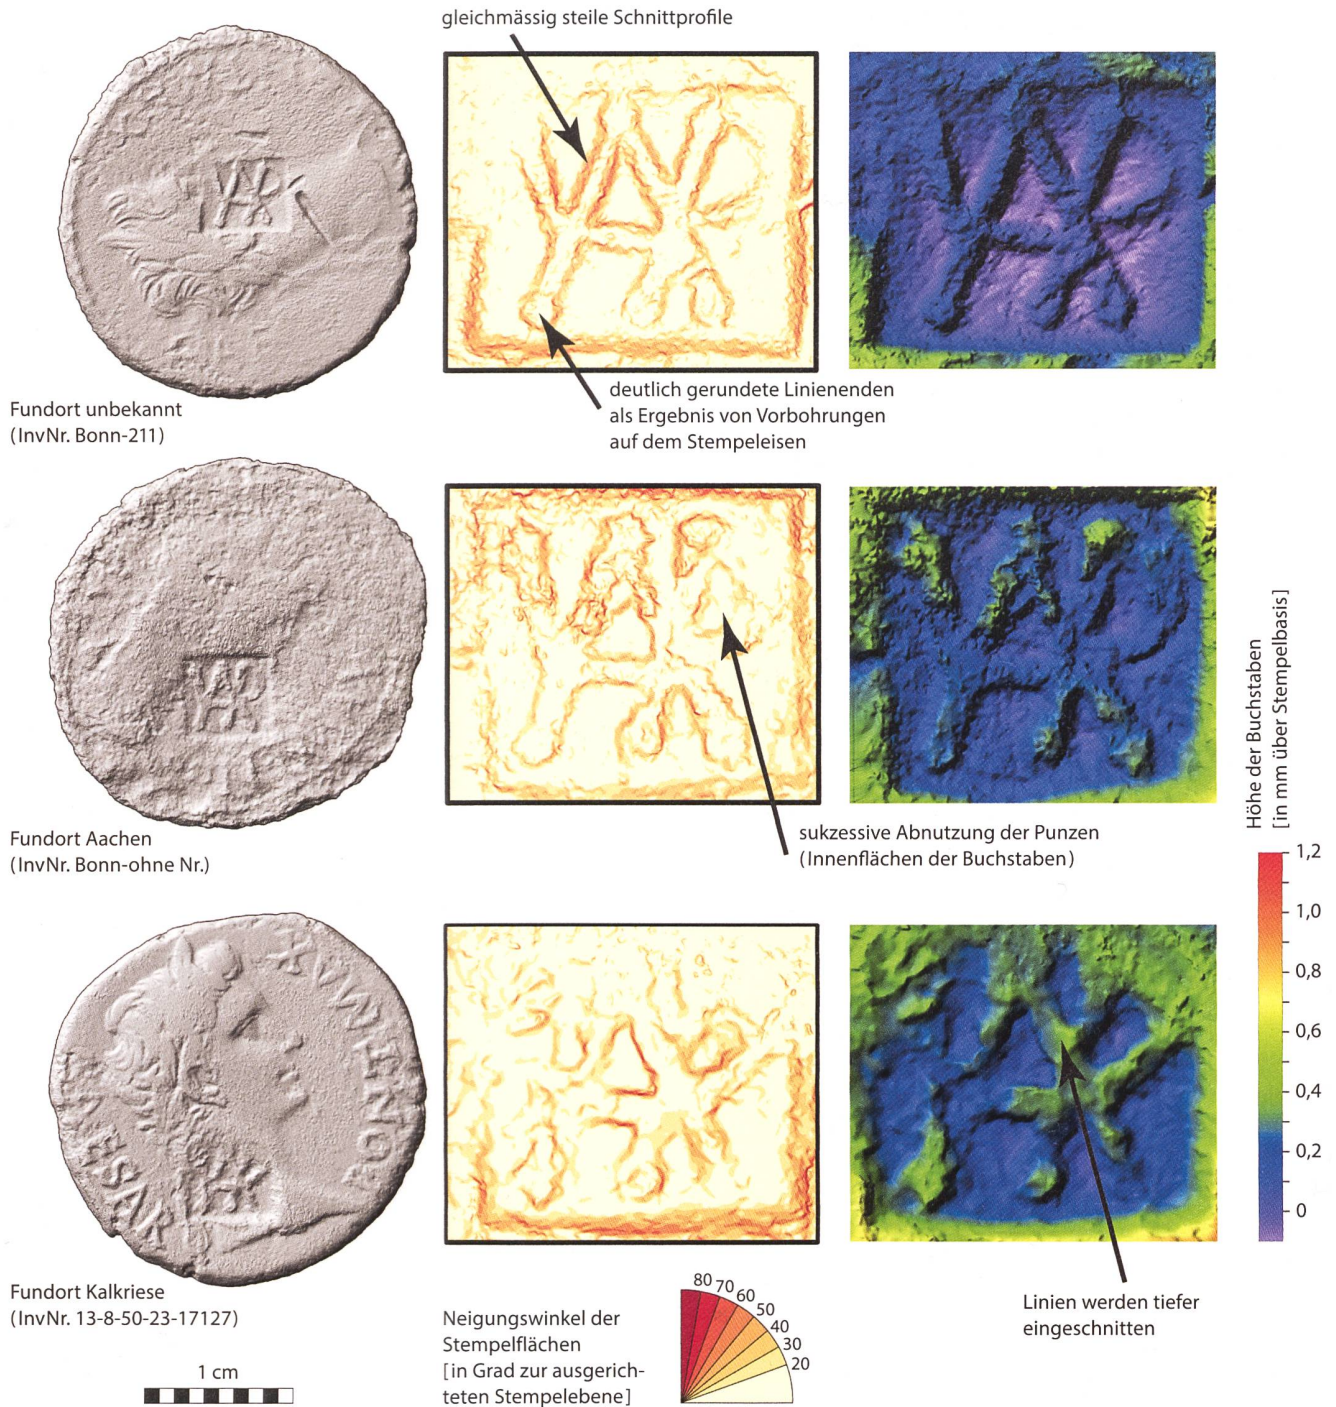 gleichmässig steile Schnittprofile
deutlich gerundete Linienenden
als Ergebnis von Vorbohrungen
auf dem Stempeleisen
Fundort unbekannt
(InvNr. Bonn-211)
sukzessive Abnutzung der Punzen
(Innenflächen der Buchstaben)
Fundort Aachen
(InvNr. Bonn-ohne Nr.)
Höhe der Buchstaben
[in mm über Stempelbasis]
1,2
1,0
0,8
0,6
0,4
0,2
0
Fundort Kalkriese
(InvNr. 13-8-50-23-17127)
1 cm
Neigungswinkel der
Stempelflächen
[in Grad zur ausgerich-
teten Stempelebene]
80
70
60
50
40
30
20
Linien werden tiefer
eingeschnitten